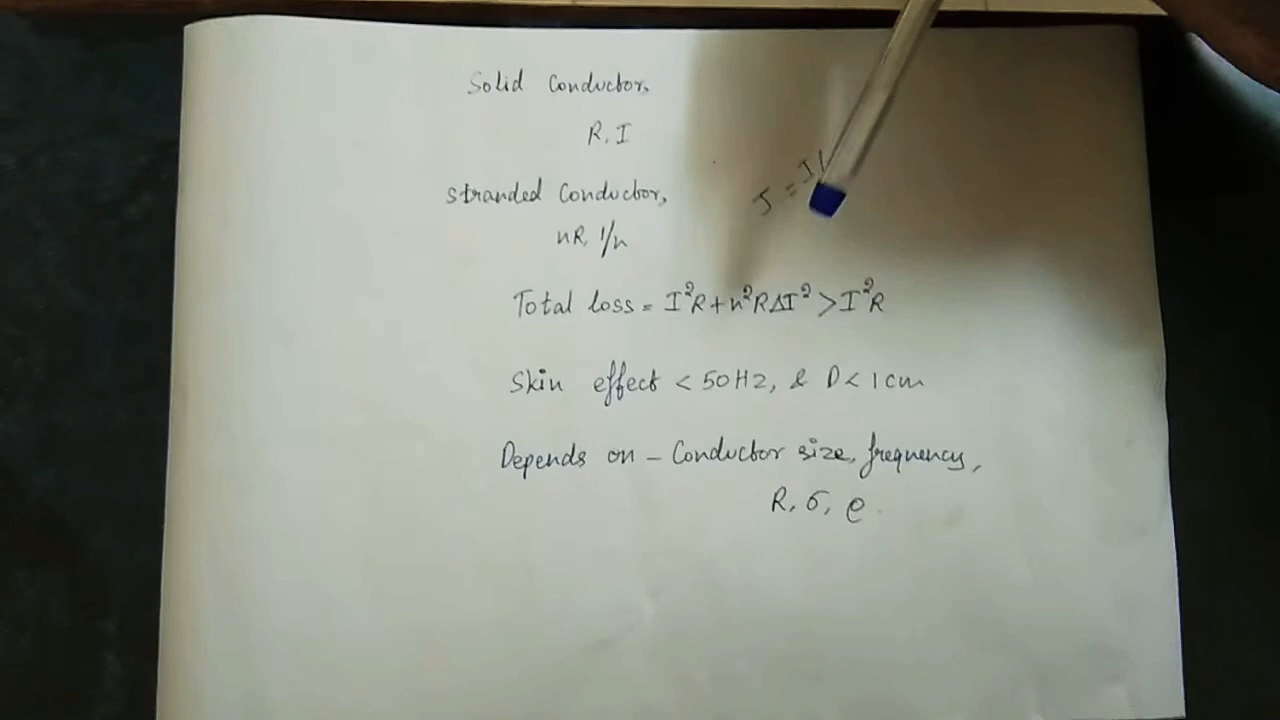 Solid Conductor,
R, I
Stranded Conductor,
nR, 1/n
J = I/
Total loss = I²R + n²RΔI² > I²R
Skin effect < 50Hz, & D < 1cm
Depends on - Conductor size, frequency,
R, σ, ρ